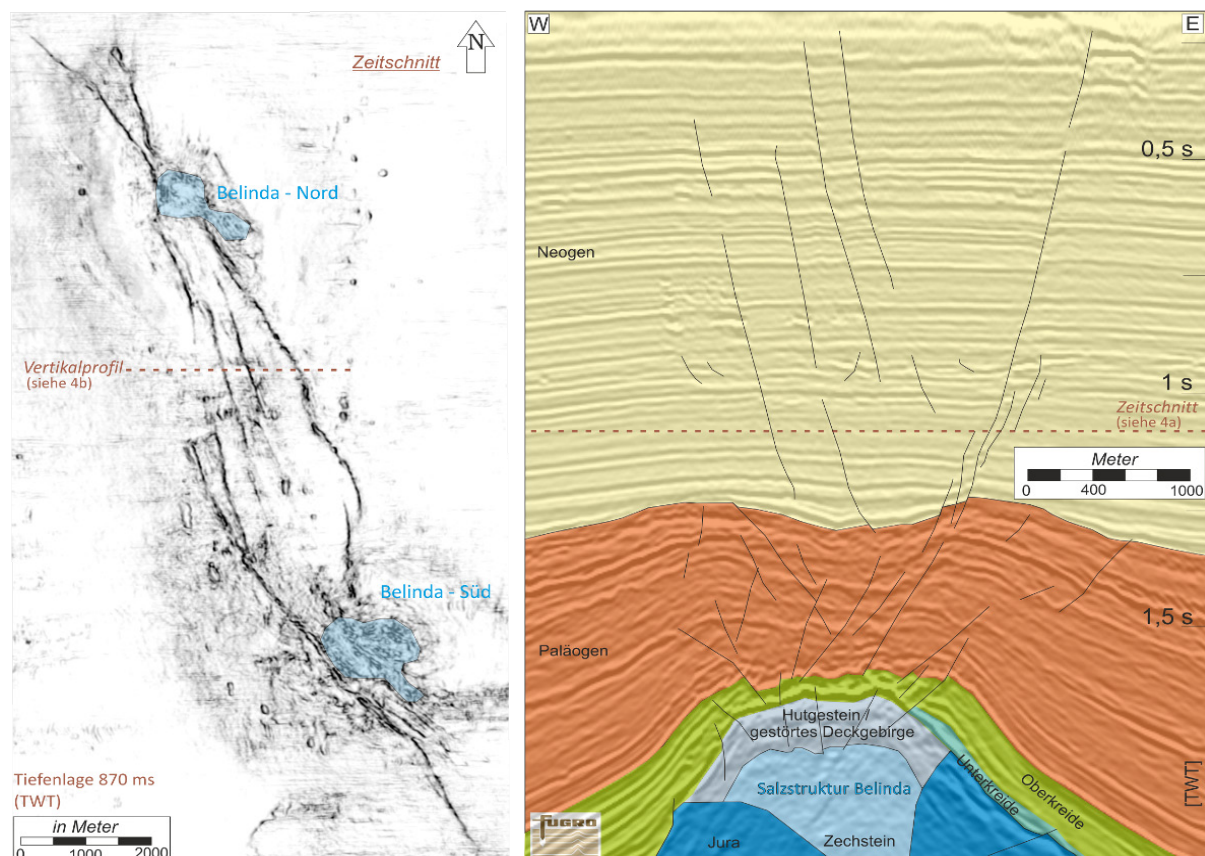 Zeitschnitt
N
Belinda - Nord
Vertikalprofil
(siehe 4b)
Belinda - Süd
Tiefenlage 870 ms
(TWT)
in Meter
0 1000 2000
W
E
0,5 s
Neogen
1 s
Zeitschnitt
(siehe 4a)
Meter
0 400 1000
1,5 s
Paläogen
Hutgestein /
gestörtes Deckgebirge
Salzstruktur Belinda
Unterkreide
Oberkreide
[TWT]
fugro
Jura
Zechstein